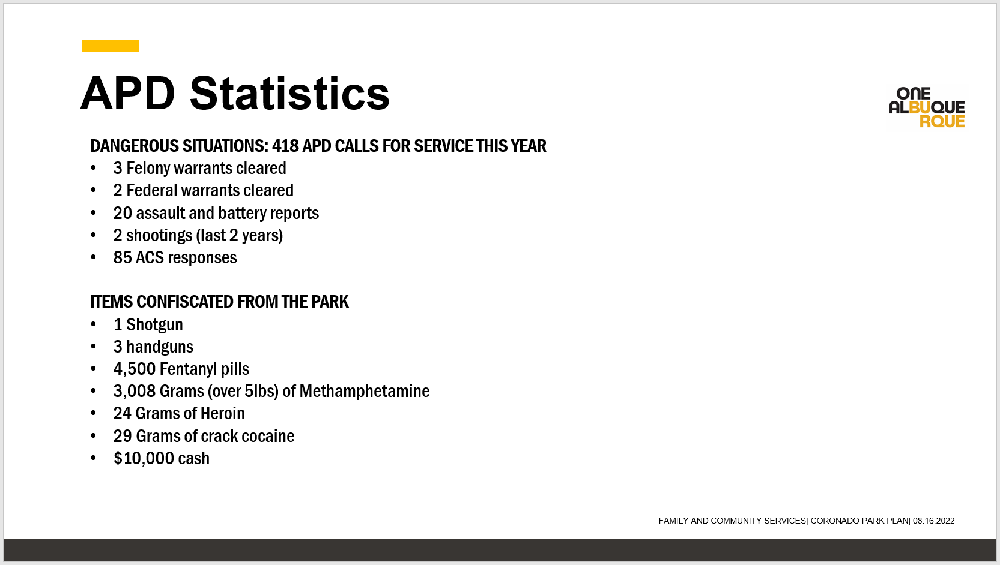 APD Statistics
ONE
ALBUQUE
RQUE
DANGEROUS SITUATIONS: 418 APD CALLS FOR SERVICE THIS YEAR
• 3 Felony warrants cleared
• 2 Federal warrants cleared
• 20 assault and battery reports
• 2 shootings (last 2 years)
• 85 ACS responses
ITEMS CONFISCATED FROM THE PARK
• 1 Shotgun
• 3 handguns
• 4,500 Fentanyl pills
• 3,008 Grams (over 5lbs) of Methamphetamine
• 24 Grams of Heroin
• 29 Grams of crack cocaine
• $10,000 cash
FAMILY AND COMMUNITY SERVICES| CORONADO PARK PLAN| 08.16.2022